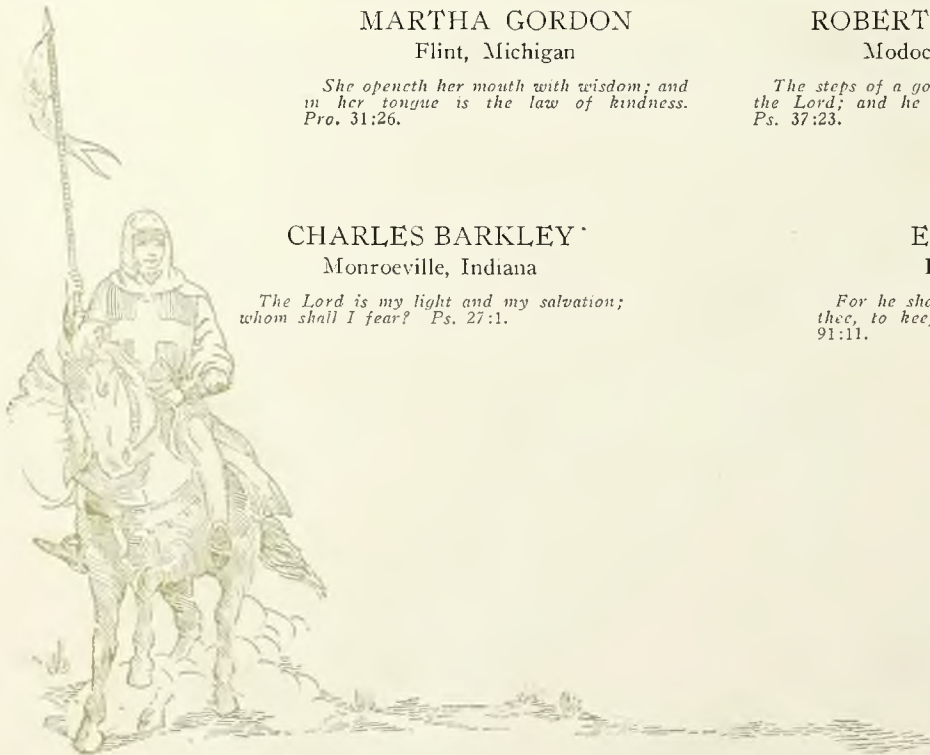 MARTHA GORDON
Flint, Michigan
She openeth her mouth with wisdom; and
in her tongue is the law of kindness.
Pro. 31:26.
ROBERT
Modoc
The steps of a go
the Lord; and he
Ps. 37:23.
CHARLES BARKLEY
Monroeville, Indiana
The Lord is my light and my salvation;
whom shall I fear? Ps. 27:1.
E
For he sha
thee, to kee
91:11.